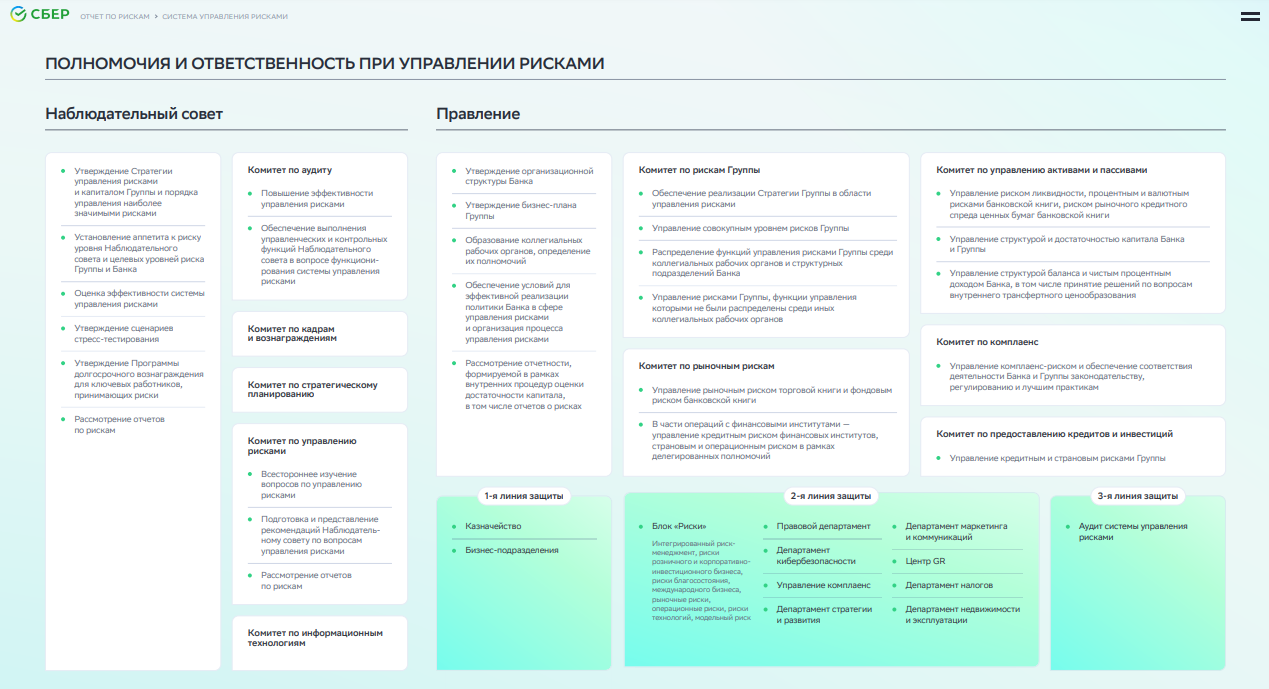 СБЕР
ОТЧЕТ ПО РИСКАМ > СИСТЕМА УПРАВЛЕНИЯ РИСКАМИ
ПОЛНОМОЧИЯ И ОТВЕТСТВЕННОСТЬ ПРИ УПРАВЛЕНИИ РИСКАМИ
Наблюдательный совет
Утверждение Стратегии
управления рисками
и капиталом Группы и порядка
управления наиболее
значимыми рисками
Установление аппетита к риску
уровня Наблюдательного
совета и целевых уровней риска
Группы и Банка
Оценка эффективности системы
управления рисками
Утверждение сценариев
стресс-тестирования
Утверждение Программы
долгосрочного вознаграждения
для ключевых работников,
принимающих риски
Рассмотрение отчетов
по рискам
Комитет по аудиту
Повышение эффективности
управления рисками
Обеспечение выполнения
управленческих и контрольных
функций Наблюдательного
совета в вопросе функциони-
рования системы управления
рисками
Комитет по кадрам
и вознаграждениям
Комитет по стратегическому
планированию
Комитет по управлению
рисками
Всестороннее изучение
вопросов по управлению
рисками
Подготовка и представление
рекомендаций Наблюдатель-
ному совету по вопросам
управления рисками
Рассмотрение отчетов
по рискам
Комитет по информационным
технологиям
Правление
Утверждение организационной
структуры Банка
Утверждение бизнес-плана
Группы
Образование коллегиальных
рабочих органов, определение
их полномочий
Обеспечение условий для
эффективной реализации
политики Банка в сфере
управления рисками
и организация процесса
управления рисками
Рассмотрение отчетности,
формируемой в рамках
внутренних процедур оценки
достаточности капитала,
в том числе отчетов о рисках
Комитет по рискам Группы
Обеспечение реализации Стратегии Группы в области
управления рисками
Управление совокупным уровнем рисков Группы
Распределение функций управления рисками Группы среди
коллегиальных рабочих органов и структурных
подразделений Банка
Управление рисками Группы, функции управления
которыми не были распределены среди иных
коллегиальных рабочих органов
Комитет по рыночным рискам
Управление рыночным риском торговой книги и фондовым
риском банковской книги
В части операций с финансовыми институтами —
управление кредитным риском финансовых институтов,
страновым и операционным риском в рамках
делегированных полномочий
Комитет по управлению активами и пассивами
Управление риском ликвидности, процентным и валютным
рисками банковской книги, риском рыночного кредитного
спреда ценных бумаг банковской книги
Управление структурой и достаточностью капитала Банка
и Группы
Управление структурой баланса и чистым процентным
доходом Банка, в том числе принятие решений по вопросам
внутреннего трансфертного ценообразования
Комитет по комплаенс
Управление комплаенс-риском и обеспечение соответствия
деятельности Банка и Группы законодательству,
регулированию и лучшим практикам
Комитет по предоставлению кредитов и инвестиций
Управление кредитным и страновым рисками Группы
1-я линия защиты
Казначейство
Бизнес-подразделения
2-я линия защиты
Блок «Риски»
Интегрированный риск-
менеджмент, риски
розничного и корпоративно-
инвестиционного бизнеса,
риски благосостояния,
международного бизнеса,
рыночные риски,
операционные риски, риски
технологий, модельный риск
Правовой департамент
Департамент
кибербезопасности
Управление комплаенс
Департамент стратегии
и развития
Департамент маркетинга
и коммуникаций
Центр GR
Департамент налогов
Департамент недвижимости
и эксплуатации
3-я линия защиты
Аудит системы управления
рисками